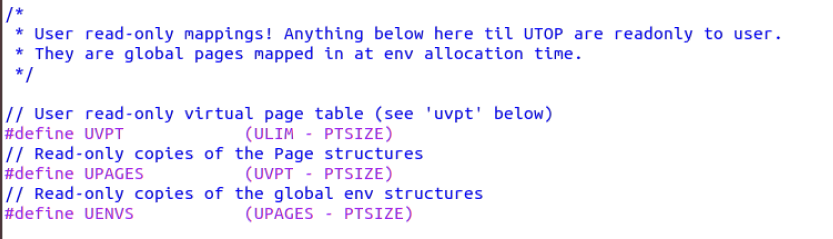 /*
 * User read-only mappings! Anything below here til UTOP are readonly to user.
 * They are global pages mapped in at env allocation time.
 */
// User read-only virtual page table (see 'uvpt' below)
#define UVPT            (ULIM - PTSIZE)
// Read-only copies of the Page structures
#define UPAGES          (UVPT - PTSIZE)
// Read-only copies of the global env structures
#define UENVS           (UPAGES - PTSIZE)